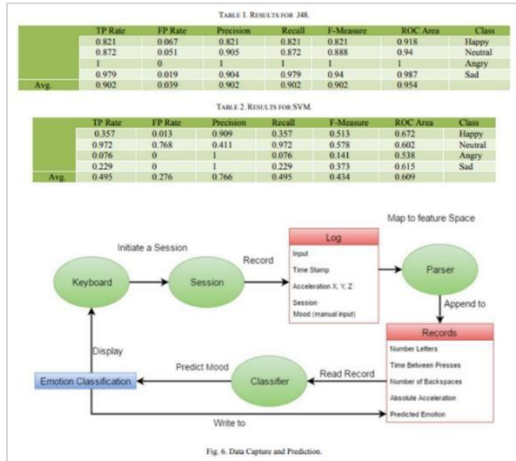 TABLE 1. RESULTS FOR J48.
TP Rate FP Rate Precision Recall F-Measure ROC Area Class
0.821 0.067 0.821 0.821 0.821 0.918 Happy
0.872 0.051 0.905 0.872 0.888 0.94 Neutral
1 0 1 1 1 1 Angry
0.979 0.019 0.904 0.979 0.94 0.987 Sad
Avg. 0.902 0.039 0.902 0.902 0.902 0.954
TABLE 2. RESULTS FOR SVM.
TP Rate FP Rate Precision Recall F-Measure ROC Area Class
0.357 0.013 0.909 0.357 0.513 0.672 Happy
0.972 0.768 0.411 0.972 0.578 0.602 Neutral
0.076 0 1 0.076 0.141 0.538 Angry
0.229 0 1 0.229 0.373 0.615 Sad
Avg. 0.495 0.276 0.766 0.495 0.434 0.609
Map to feature Space
Initiate a Session
Record
Log
Input
Time Stamp
Acceleration X, Y, Z
Session
Mood (manual input)
Keyboard
Session
Parser
Append to
Records
Number Letters
Time Between Presses
Number of Backspaces
Absolute Acceleration
Predicted Emotion
Display
Predict Mood
Read Record
Emotion Classification
Classifier
Write to
Fig. 6. Data Capture and Prediction.